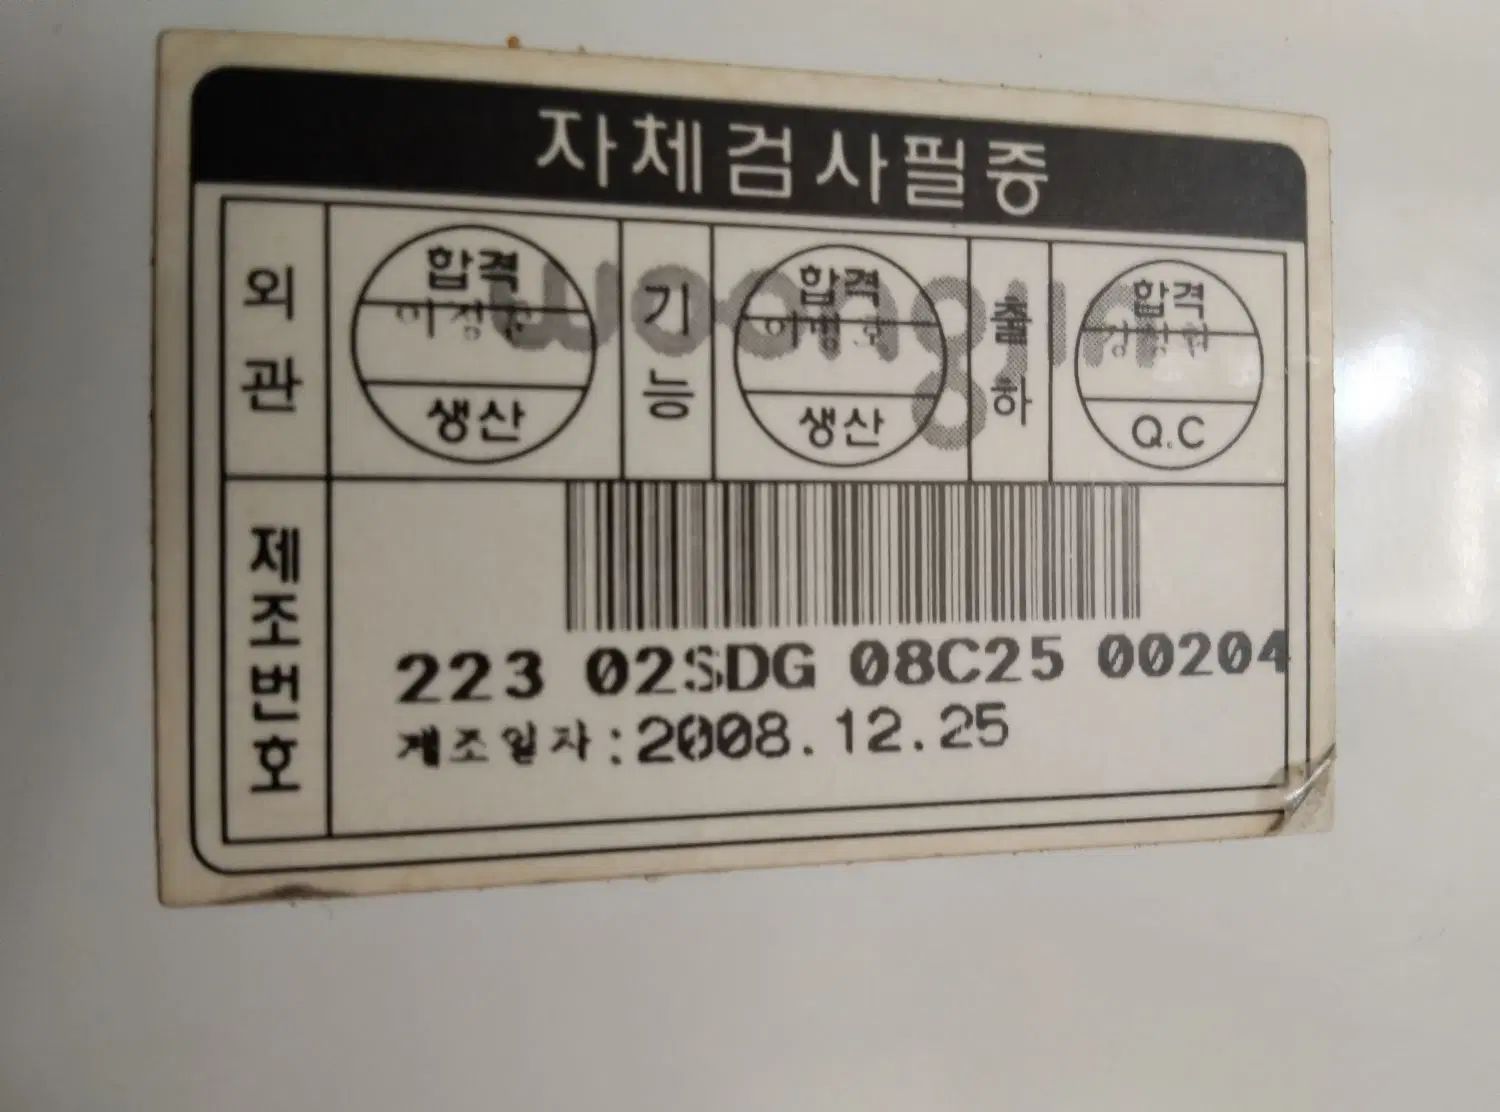 자체검사필증
외관 합격 생산
기능 합격 생산
출하 합격 Q.C
woongjin
제조번호
223 02SDG 08C25 00204
제조일자:2008.12.25